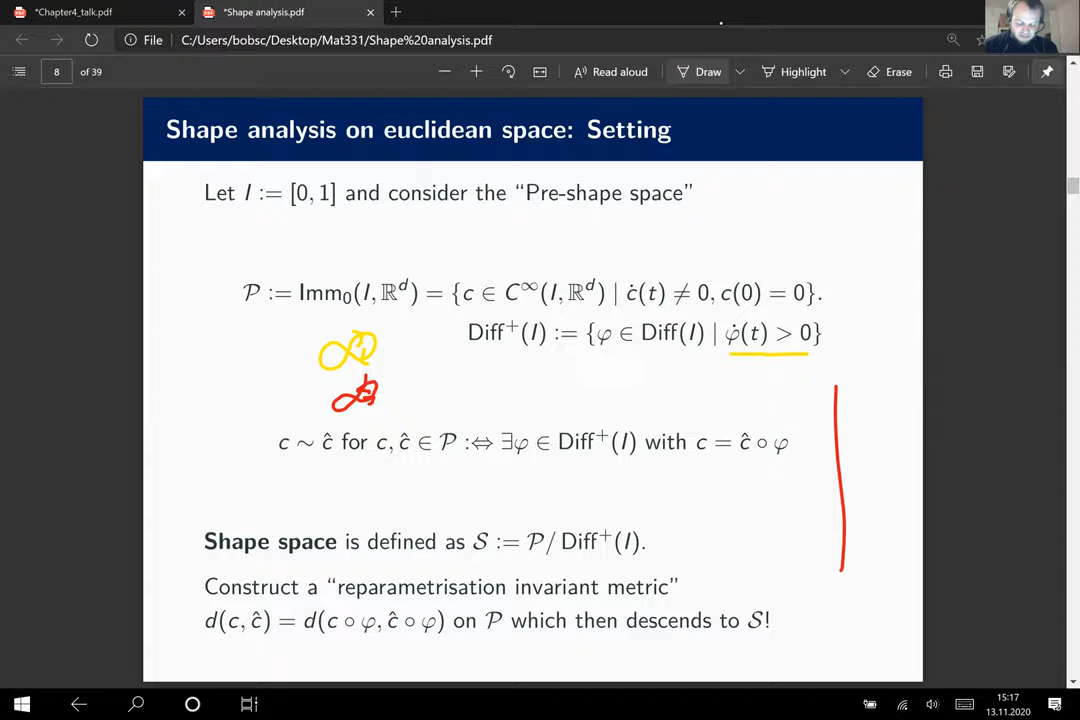 *Chapter4_talk.pdf
*Shape analysis.pdf
File C:/Users/bobsc/Desktop/Mat331/Shape%20analysis.pdf
8 of 39 Read aloud Draw Highlight Erase
Shape analysis on euclidean space: Setting
Let I := [0, 1] and consider the “Pre-shape space”
𝒫 := Imm₀(I, ℝᵈ) = {c ∈ C^∞(I, ℝᵈ) | ċ(t) ≠ 0, c(0) = 0}.
Diff⁺(I) := {φ ∈ Diff(I) | φ̇(t) > 0}
c ∼ ĉ for c, ĉ ∈ 𝒫 :⇔ ∃φ ∈ Diff⁺(I) with c = ĉ ∘ φ
Shape space is defined as 𝒮 := 𝒫/ Diff⁺(I).
Construct a “reparametrisation invariant metric”
d(c, ĉ) = d(c ∘ φ, ĉ ∘ φ) on 𝒫 which then descends to 𝒮!
15:17
13.11.2020